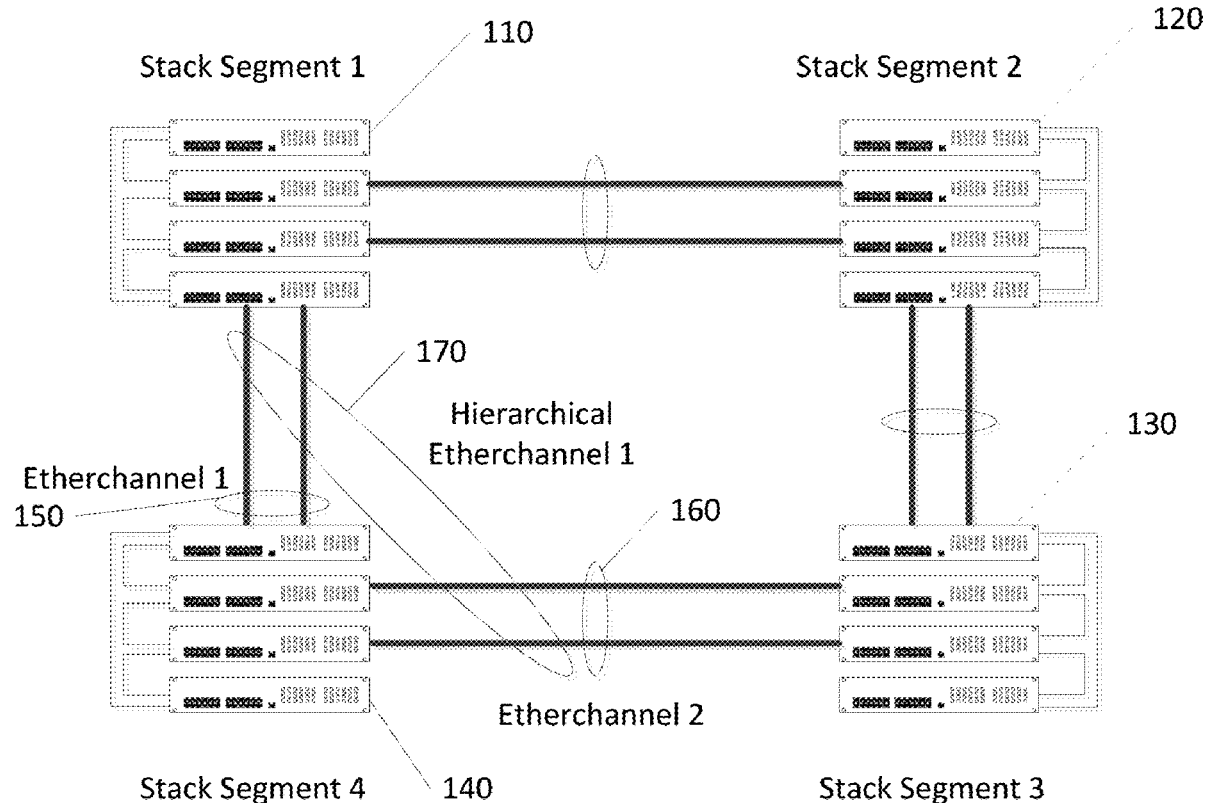 110
120
Stack Segment 1
Stack Segment 2
170
Hierarchical
Etherchannel 1
130
Etherchannel 1
150
160
Etherchannel 2
140
Stack Segment 4
Stack Segment 3